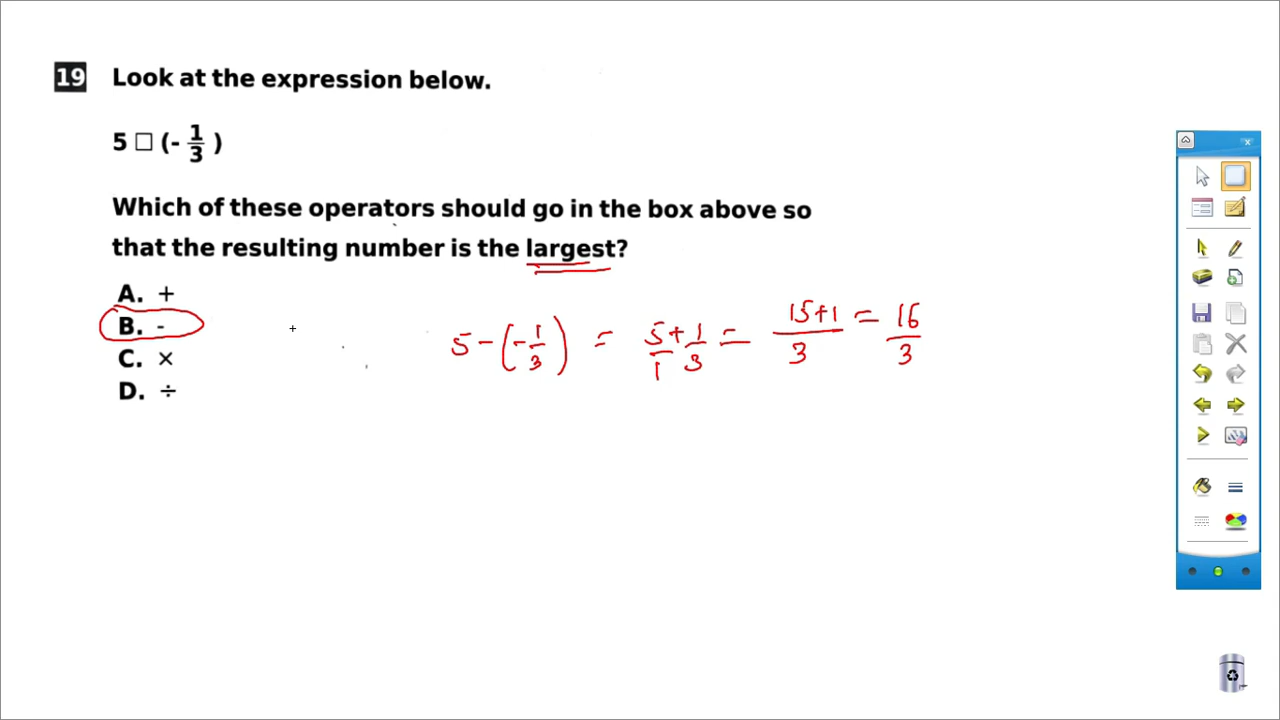 19 Look at the expression below.
5 □ (- 1/3 )
Which of these operators should go in the box above so
that the resulting number is the largest?
A. +
B. -
C. ×
D. ÷
5 - (- 1/3) = 5/1 + 1/3 = 15+1/3 = 16/3